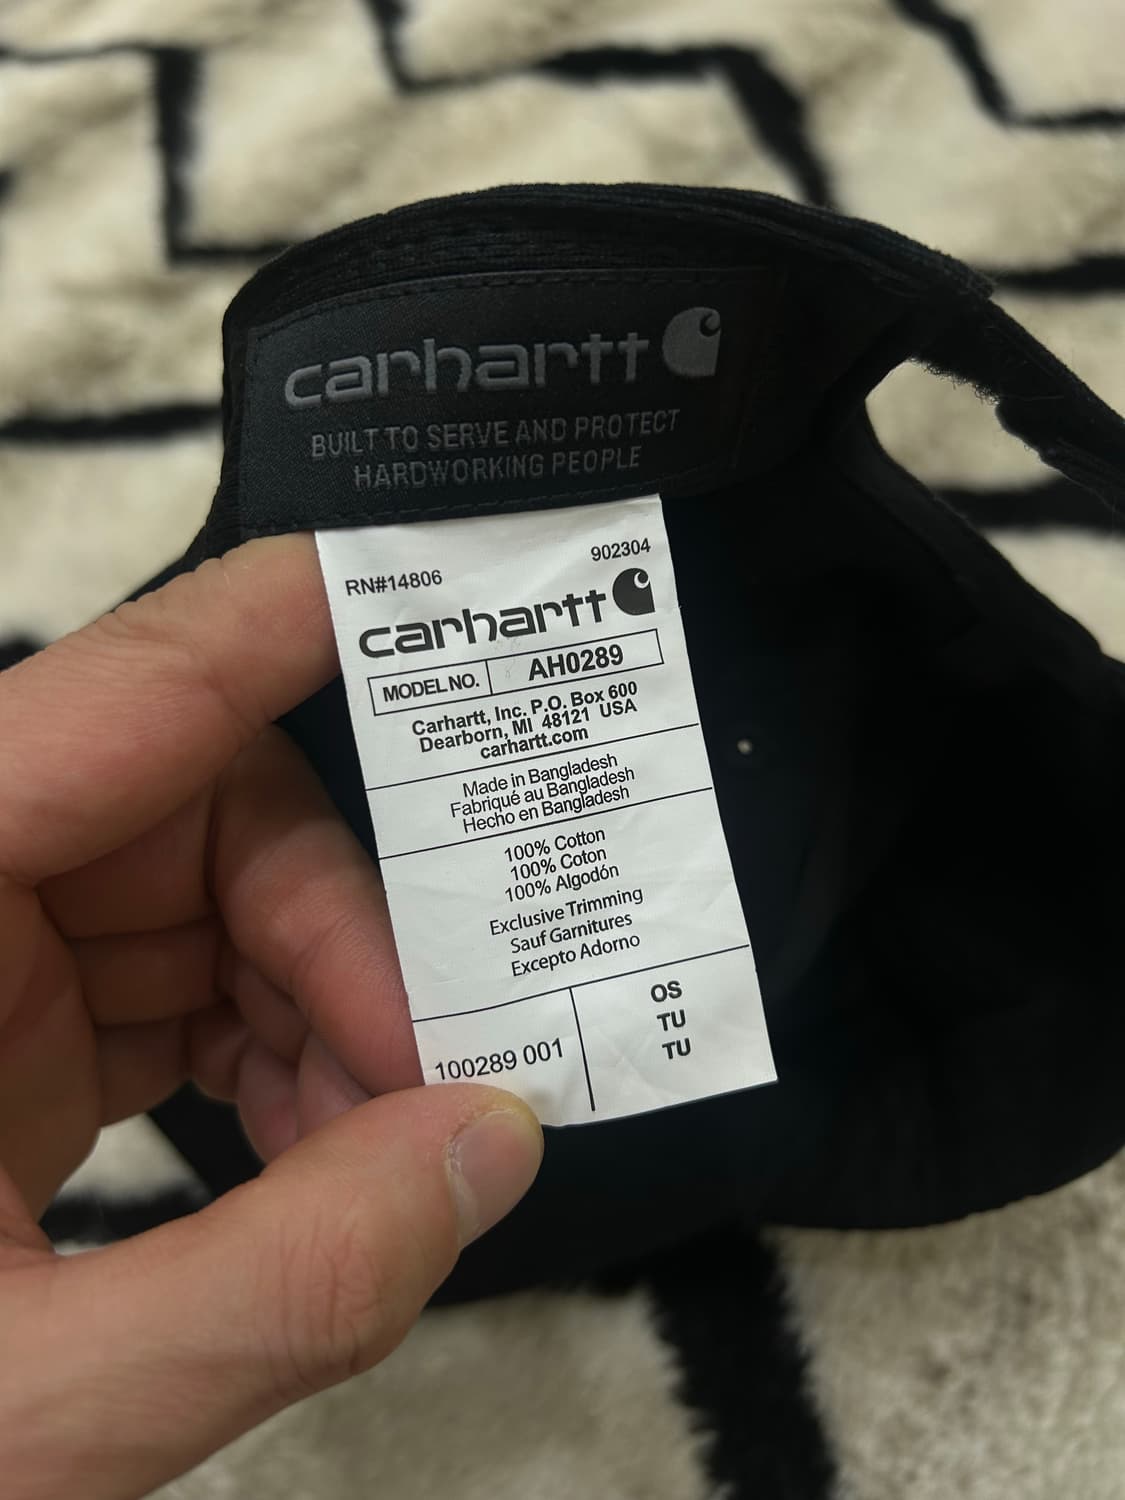 carhartt
BUILT TO SERVE AND PROTECT
HARDWORKING PEOPLE
902304
RN#14806
carhartt
MODEL NO. AH0289
Carhartt, Inc. P.O. Box 600
Dearborn, MI 48121 USA
carhartt.com
Made in Bangladesh
Fabriqué au Bangladesh
Hecho en Bangladesh
100% Cotton
100% Coton
100% Algodón
Exclusive Trimming
Sauf Garnitures
Excepto Adorno
100289 001
OS
TU
TU